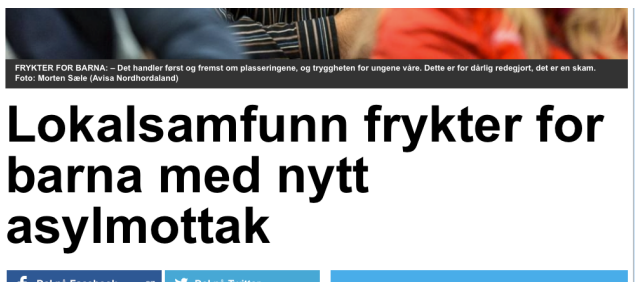 FRYKTER FOR BARNA: – Det handler først og fremst om plasseringene, og tryggheten for ungene våre. Dette er for dårlig redegjort, det er en skam.
Foto: Morten Sæle (Avisa Nordhordaland)
Lokalsamfunn frykter for
barna med nytt
asylmottak